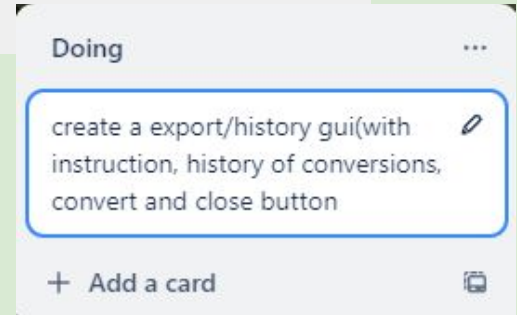 Doing
create a export/history gui(with
instruction, history of conversions,
convert and close button
+ Add a card